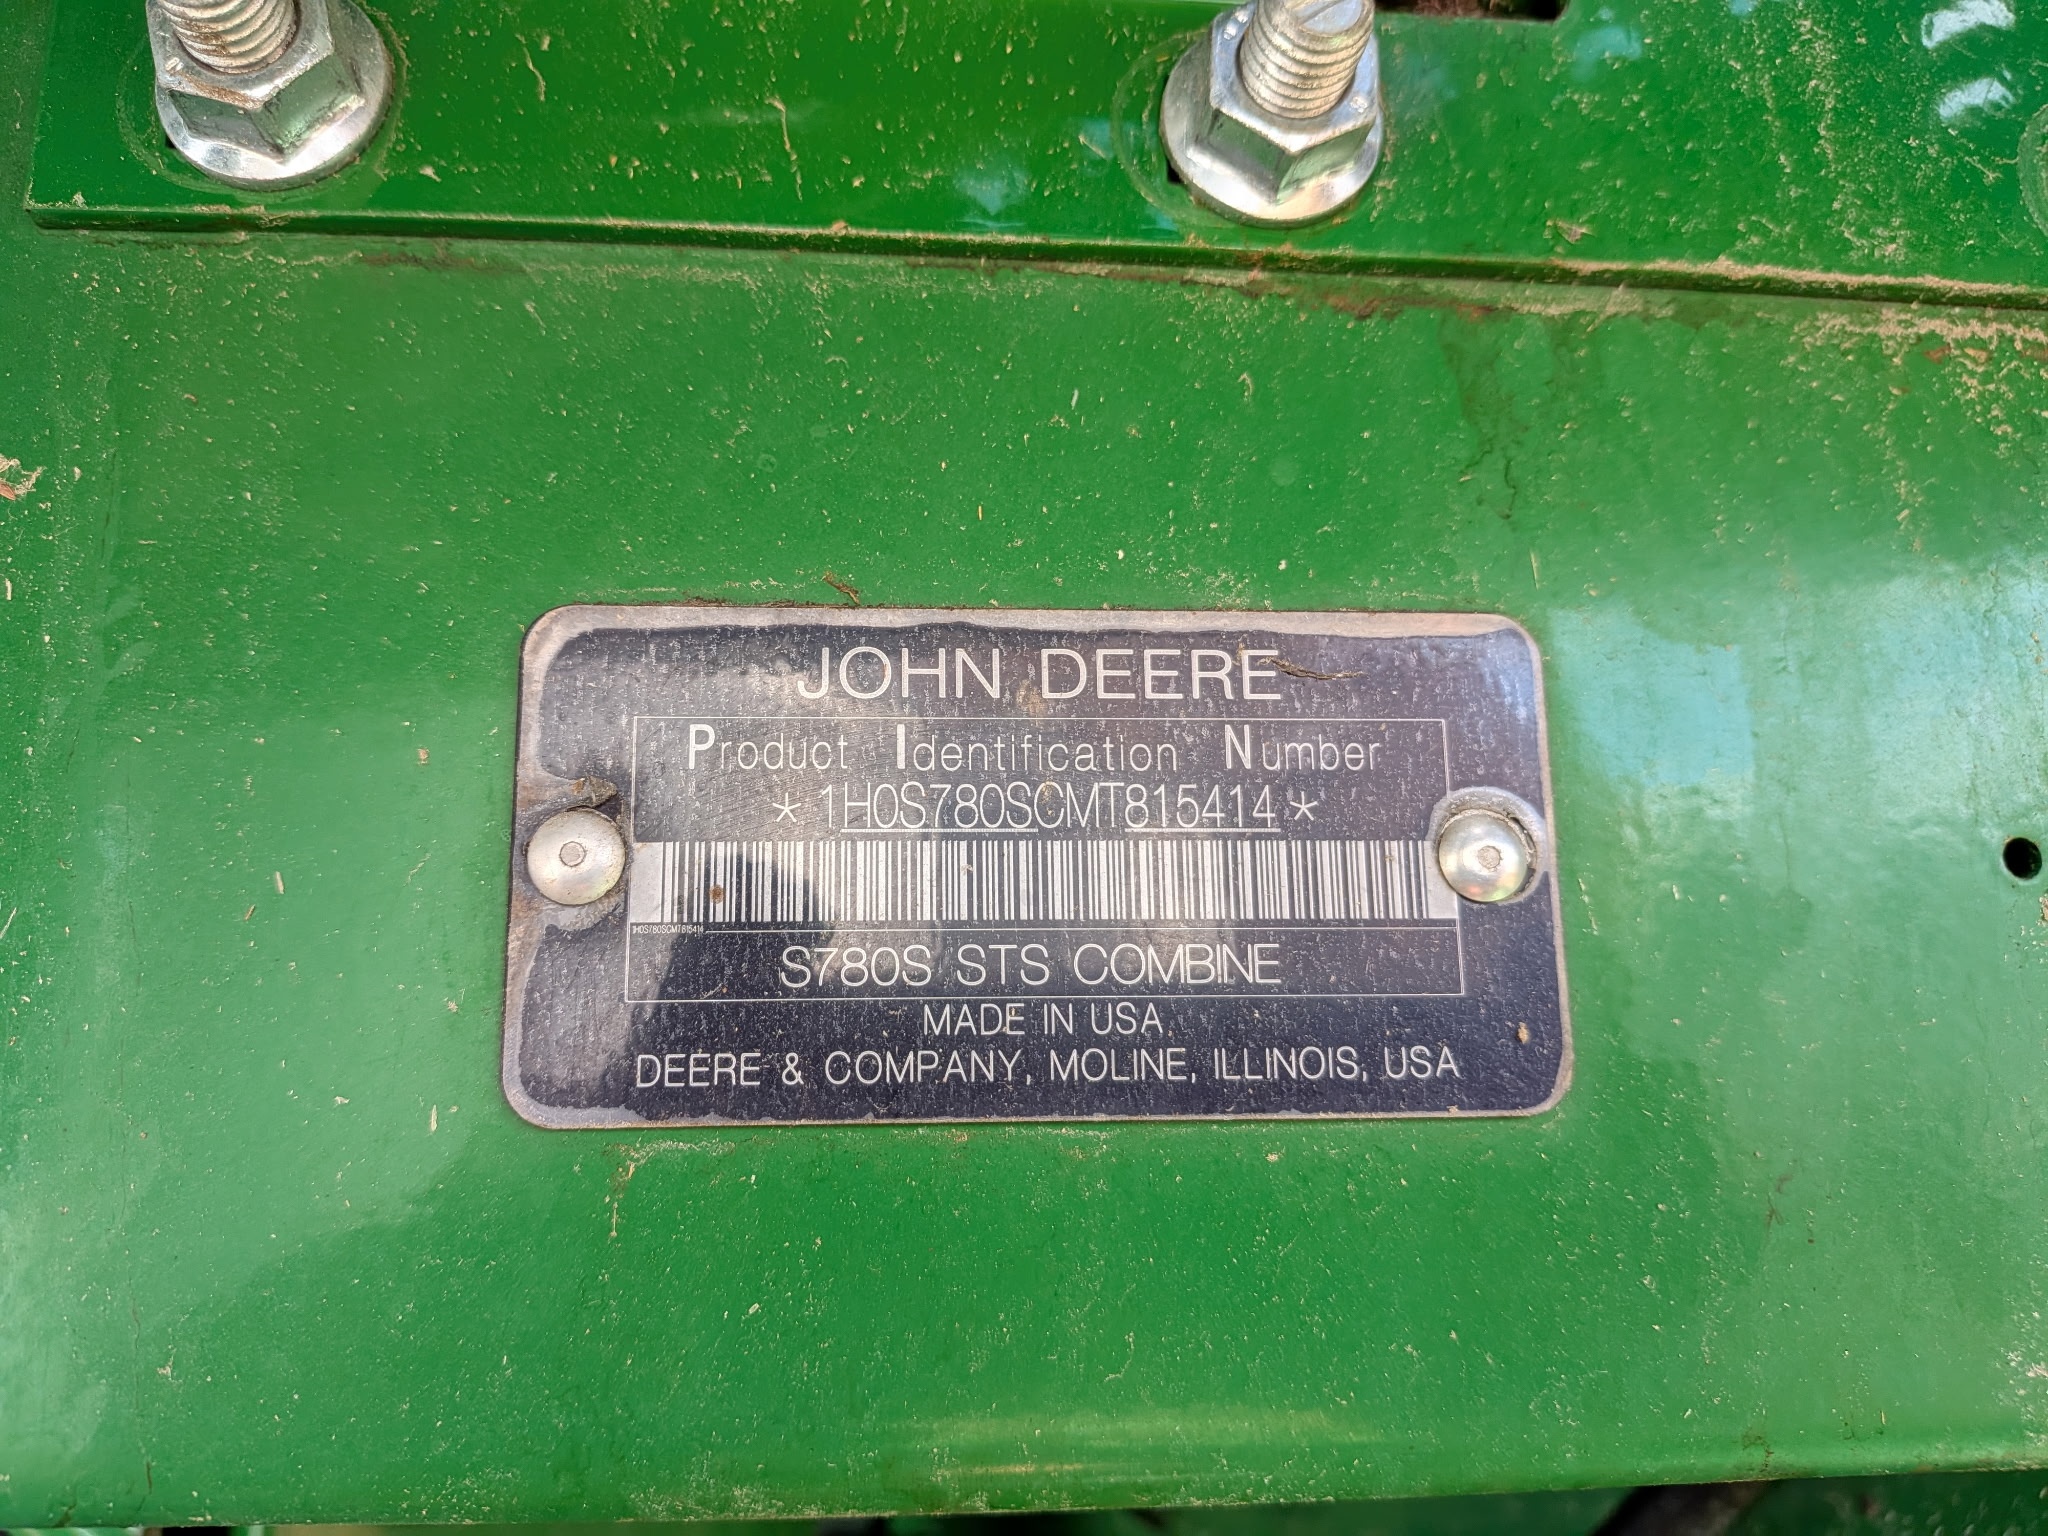 JOHN DEERE
Product Identification Number
*1H0S780SCMT815414*
1H0S780SCMT815414
S780S STS COMBINE
MADE IN USA
DEERE & COMPANY, MOLINE, ILLINOIS, USA